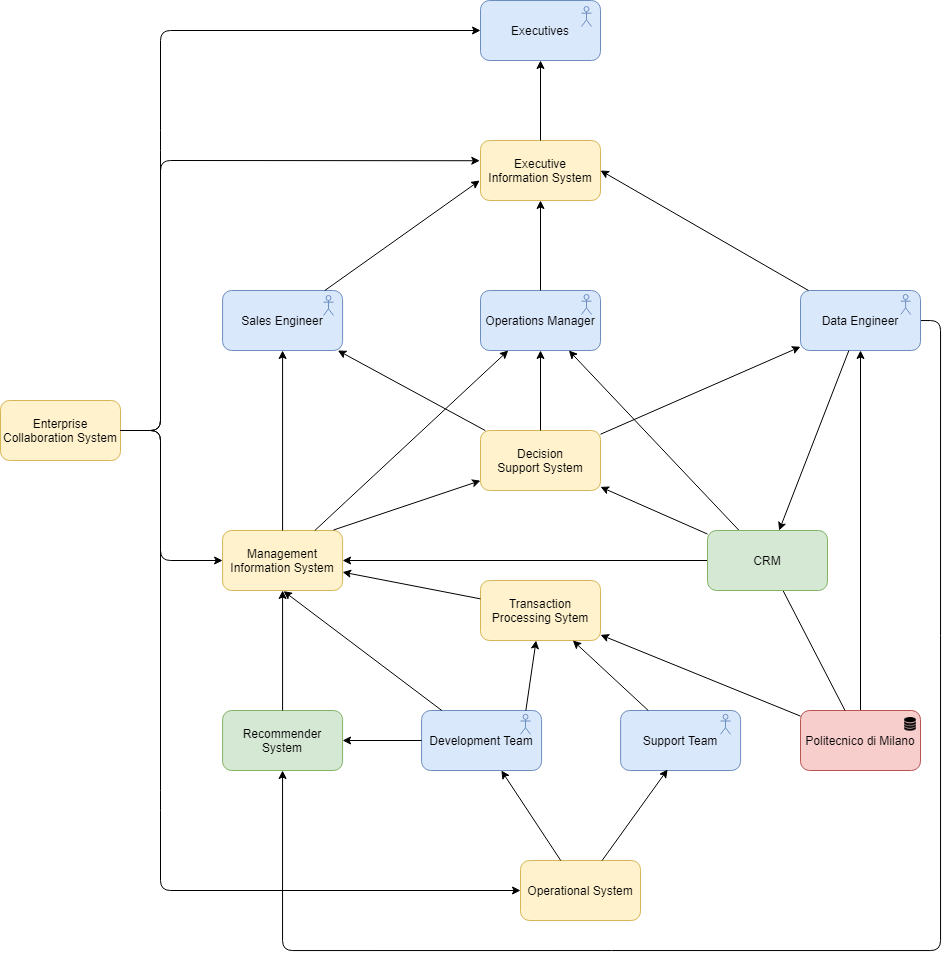 Executives
Executive
Information System
Sales Engineer
Operations Manager
Data Engineer
Enterprise
Collaboration System
Decision
Support System
Management
Information System
CRM
Transaction
Processing Sytem
Recommender
System
Development Team
Support Team
Politecnico di Milano
Operational System